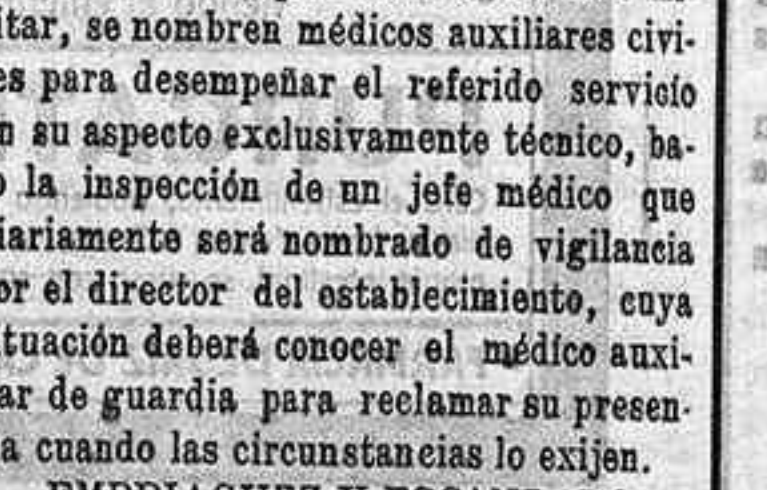 itar, se nombren médicos auxiliares civi-
es para desempeñar el referido servicio
n su aspecto exclusivamente técnico, ba-
o la inspección de un jefe médico que
iariamente será nombrado de vigilancia
or el director del establecimiento, cuya
tuación deberá conocer el médico auxi-
ar de guardia para reclamar su presen-
a cuando las circunstancias lo exijen.